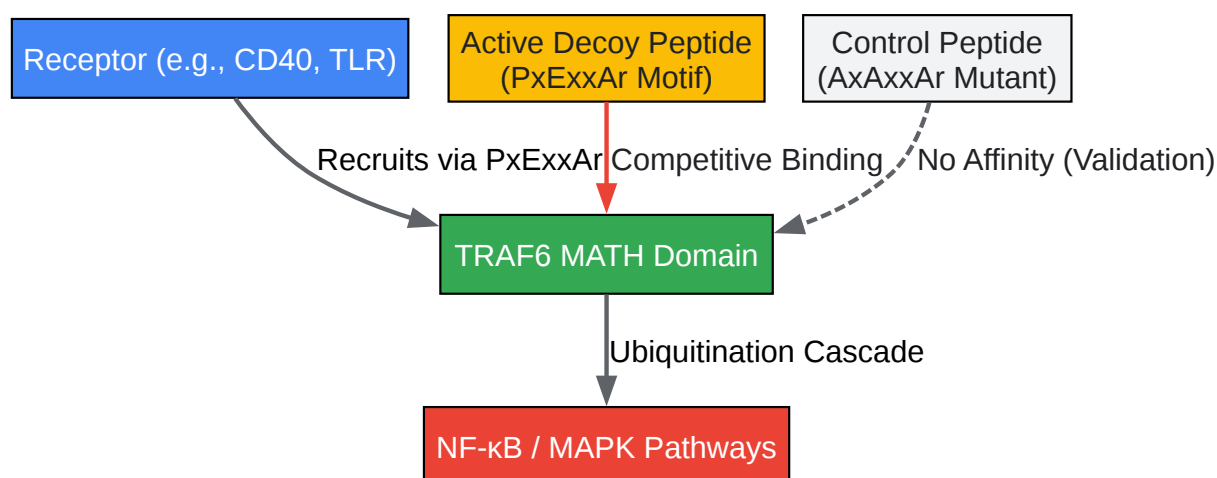 Receptor (e.g., CD40, TLR)
Active Decoy Peptide
(PxExxAr Motif)
Control Peptide
(AxAxxAr Mutant)
Recruits via PxExxAr
Competitive Binding
No Affinity (Validation)
TRAF6 MATH Domain
Ubiquitination Cascade
NF-κB / MAPK Pathways